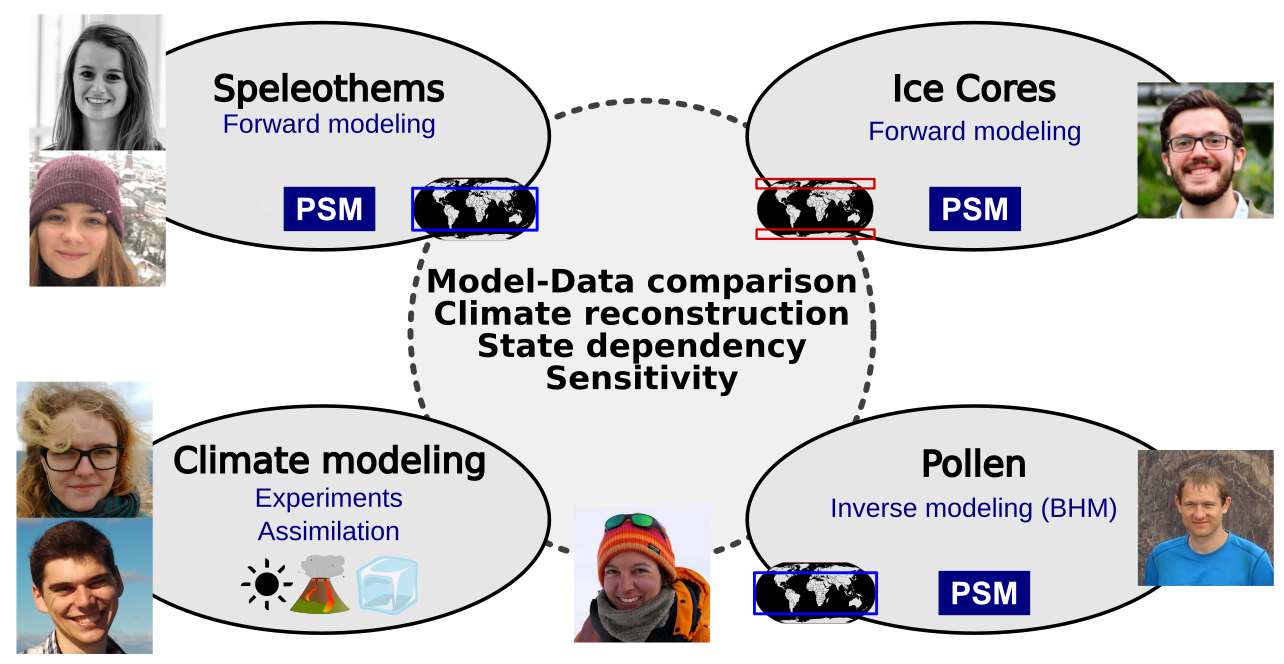 Speleothems
Forward modeling
PSM
Ice Cores
Forward modeling
PSM
Model-Data comparison
Climate reconstruction
State dependency
Sensitivity
Climate modeling
Experiments
Assimilation
Pollen
Inverse modeling (BHM)
PSM